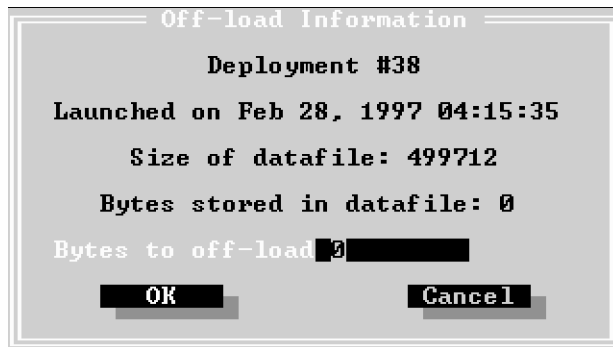 Off-load Information
Deployment #38
Launched on Feb 28, 1997 04:15:35
Size of datafile: 499712
Bytes stored in datafile: 0
Bytes to off-load 0
OK Cancel